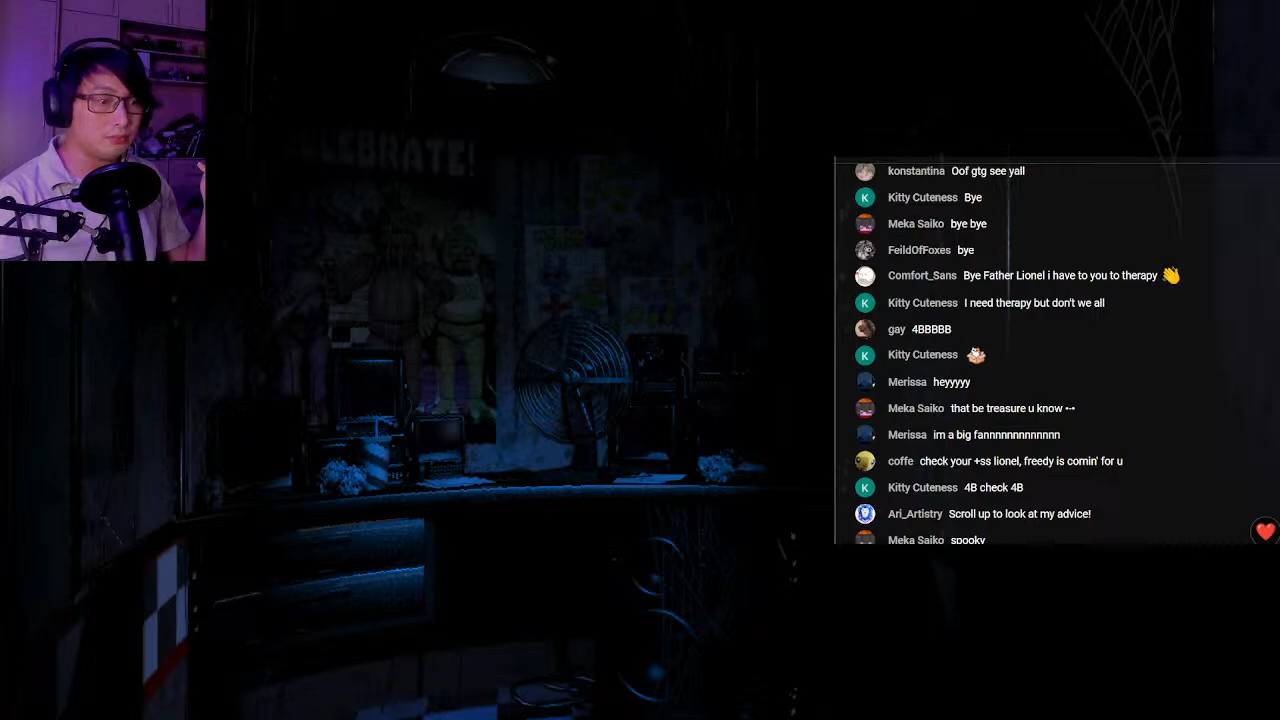 LEBRATE!
konstantina Oof gtg see yall
K Kitty Cuteness Bye
Meka Saiko bye bye
FeildOfFoxes bye
Comfort_Sans Bye Father Lionel i have to you to therapy 👋
K Kitty Cuteness I need therapy but don't we all
gay 4BBBBB
K Kitty Cuteness
Merissa heyyyyy
Meka Saiko that be treasure u know •-•
Merissa im a big fannnnnnnnnnnn
coffe check your +ss lionel, freedy is comin' for u
K Kitty Cuteness 4B check 4B
Ari_Artistry Scroll up to look at my advice!
Meka Saiko spooky